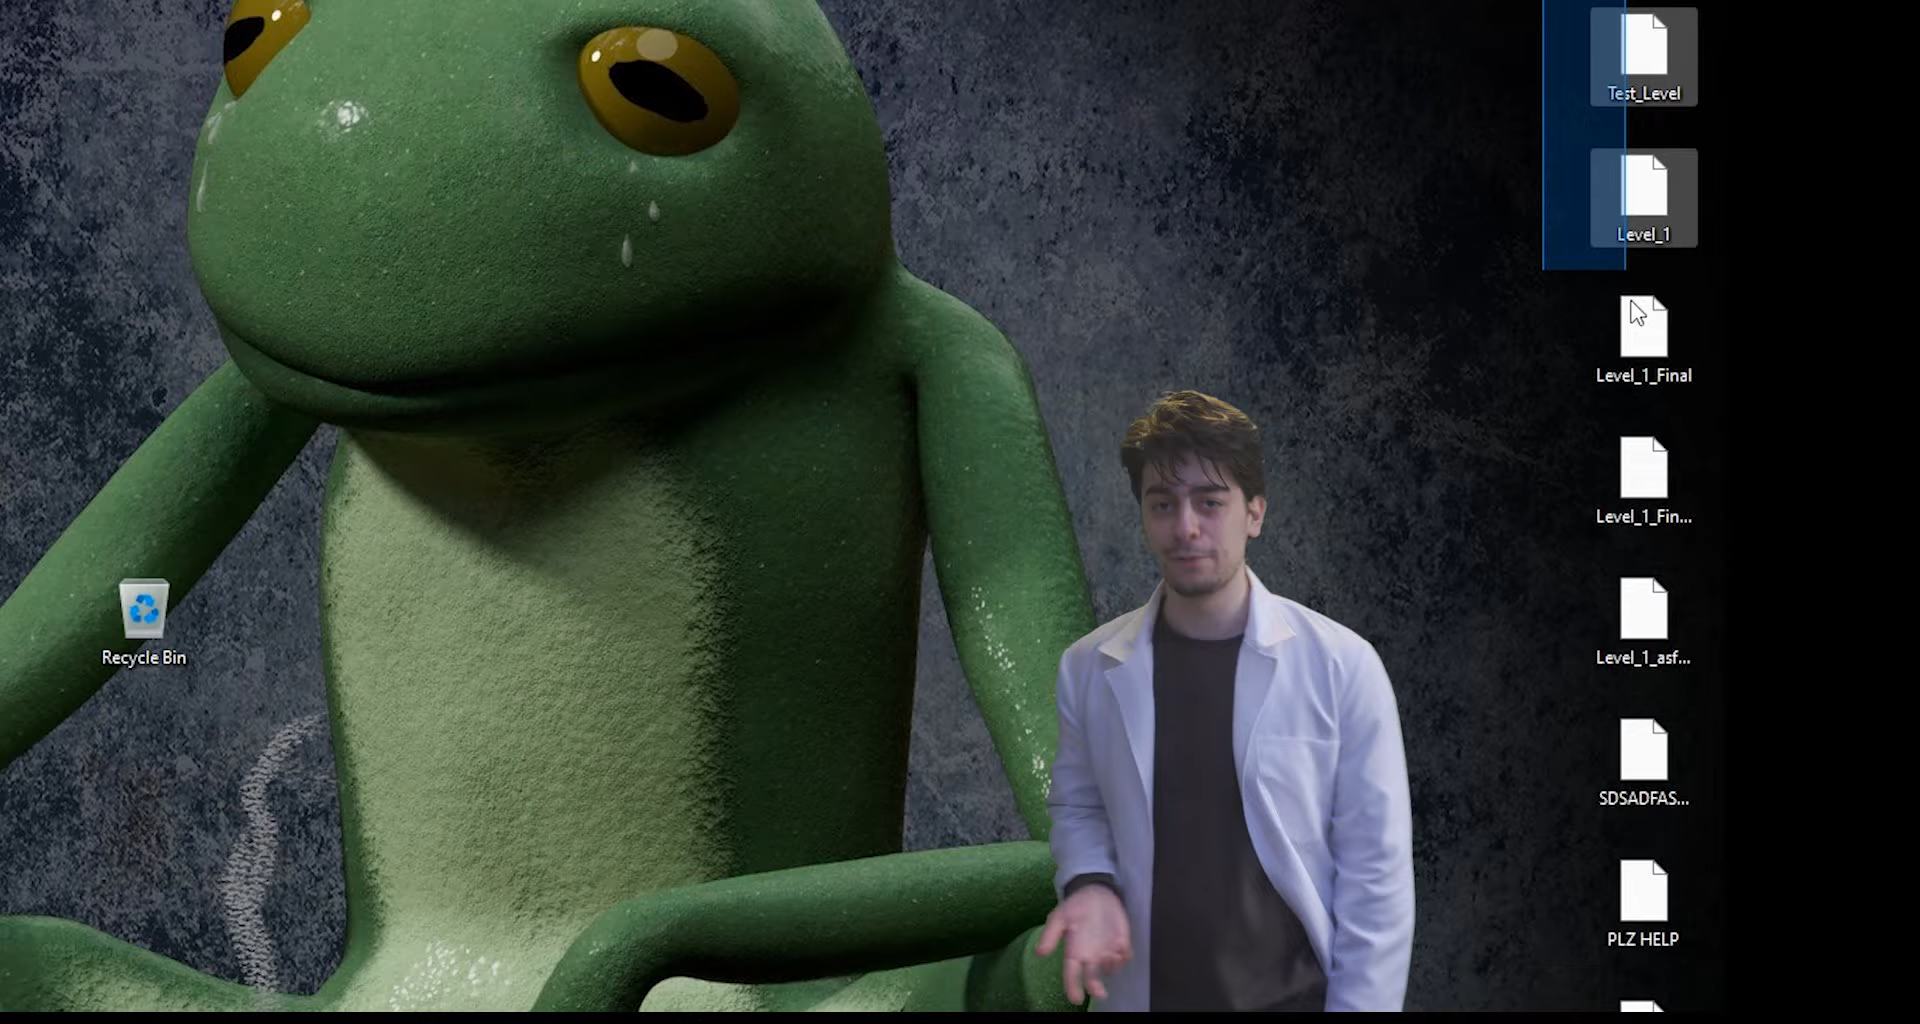 Test_Level
Level_1
Level_1_Final
Level_1_Fin...
Level_1_asf...
SDSADFAS...
PLZ HELP
Recycle Bin